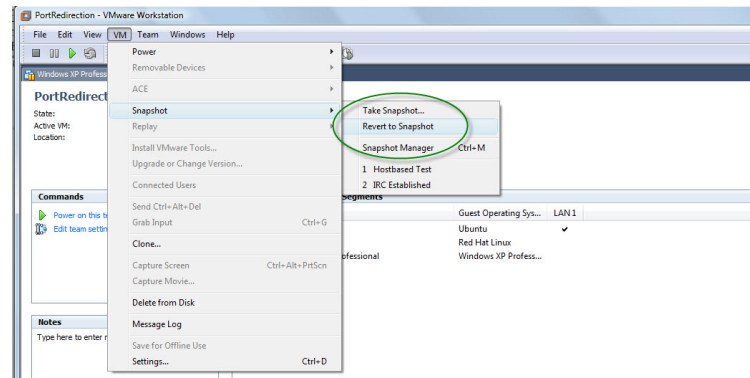 PortRedirection - VMware Workstation
File Edit View VM Team Windows Help
Windows XP Profess
PortRedirect
State:
Active VM:
Location:
Power
Removable Devices
ACE
Snapshot
Replay
Install VMware Tools...
Upgrade or Change Version...
Connected Users
Send Ctrl+Alt+Del
Grab Input Ctrl+G
Clone...
Capture Screen Ctrl+Alt+PrtScn
Capture Movie...
Delete from Disk
Message Log
Save for Offline Use
Settings... Ctrl+D
Take Snapshot...
Revert to Snapshot
Snapshot Manager Ctrl+M
1 Hostbased Test
2 IRC Established
Commands
Power on this te
Edit team settin
Segments
Guest Operating Sys... LAN 1
Ubuntu
Red Hat Linux
ofessional Windows XP Profess...
Notes
Type here to enter n